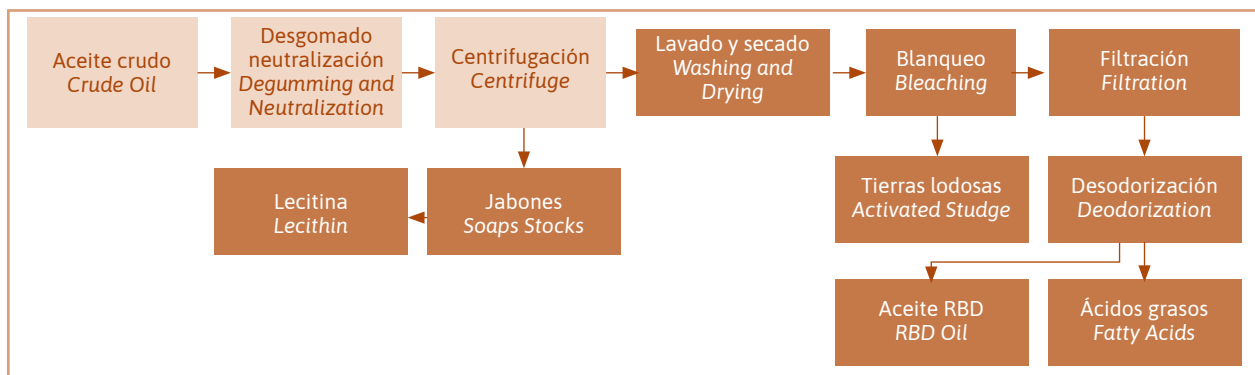 Aceite crudo
Crude Oil
Desgomado
neutralización
Degumming and
Neutralization
Centrifugación
Centrifuge
Lavado y secado
Washing and
Drying
Blanqueo
Bleaching
Filtración
Filtration
Lecitina
Lecithin
Jabones
Soaps Stocks
Tierras lodosas
Activated Studge
Desodorización
Deodorization
Aceite RBD
RBD Oil
Ácidos grasos
Fatty Acids